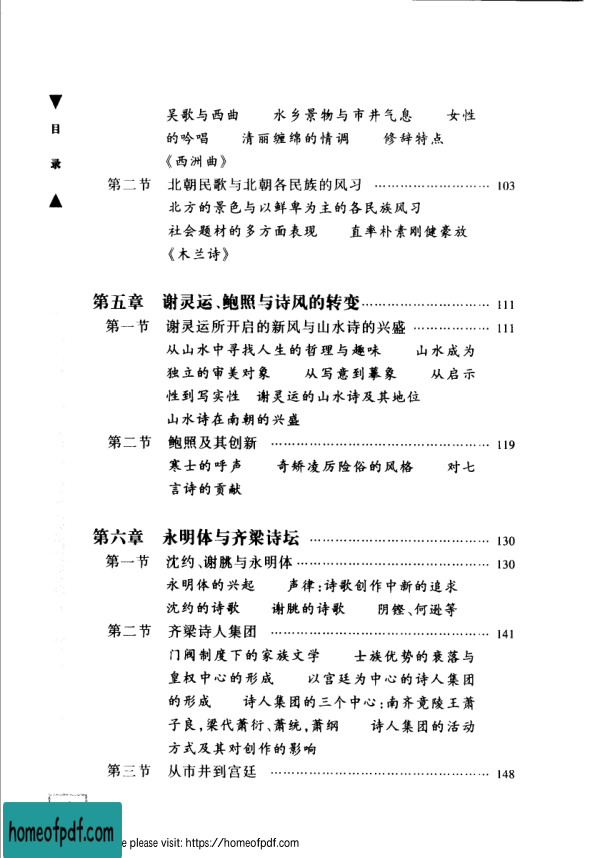 ▼
目
录
▲
吴歌与西曲 水乡景物与市井气息 女性
的吟唱 清丽缠绵的情调 修辞特点
《西洲曲》
第二节 北朝民歌与北朝各民族的风习 ………………………… 103
北方的景色与以鲜卑为主的各民族风习
社会题材的多方面表现 直率朴素刚健豪放
《木兰诗》
第五章 谢灵运、鲍照与诗风的转变………………………… 111
第一节 谢灵运所开启的新风与山水诗的兴盛 ……………… 111
从山水中寻找人生的哲理与趣味 山水成为
独立的审美对象 从写意到摹象 从启示
性到写实性 谢灵运的山水诗及其地位
山水诗在南朝的兴盛
第二节 鲍照及其创新 ……………………………………… 119
寒士的呼声 奇矫凌厉险俗的风格 对七
言诗的贡献
第六章 永明体与齐梁诗坛 ………………………………… 130
第一节 沈约、谢朓与永明体……………………………………… 130
永明体的兴起 声律:诗歌创作中新的追求
沈约的诗歌 谢朓的诗歌 阴铿、何逊等
第二节 齐梁诗人集团 ……………………………………… 141
门阀制度下的家族文学 士族优势的衰落与
皇权中心的形成 以宫廷为中心的诗人集团
的形成 诗人集团的三个中心:南齐竟陵王萧
子良,梁代萧衍、萧统,萧纲 诗人集团的活动
方式及其对创作的影响
第三节 从市井到宫廷 ……………………………………… 148
homeofpdf.com
e please visit: https://homeofpdf.com